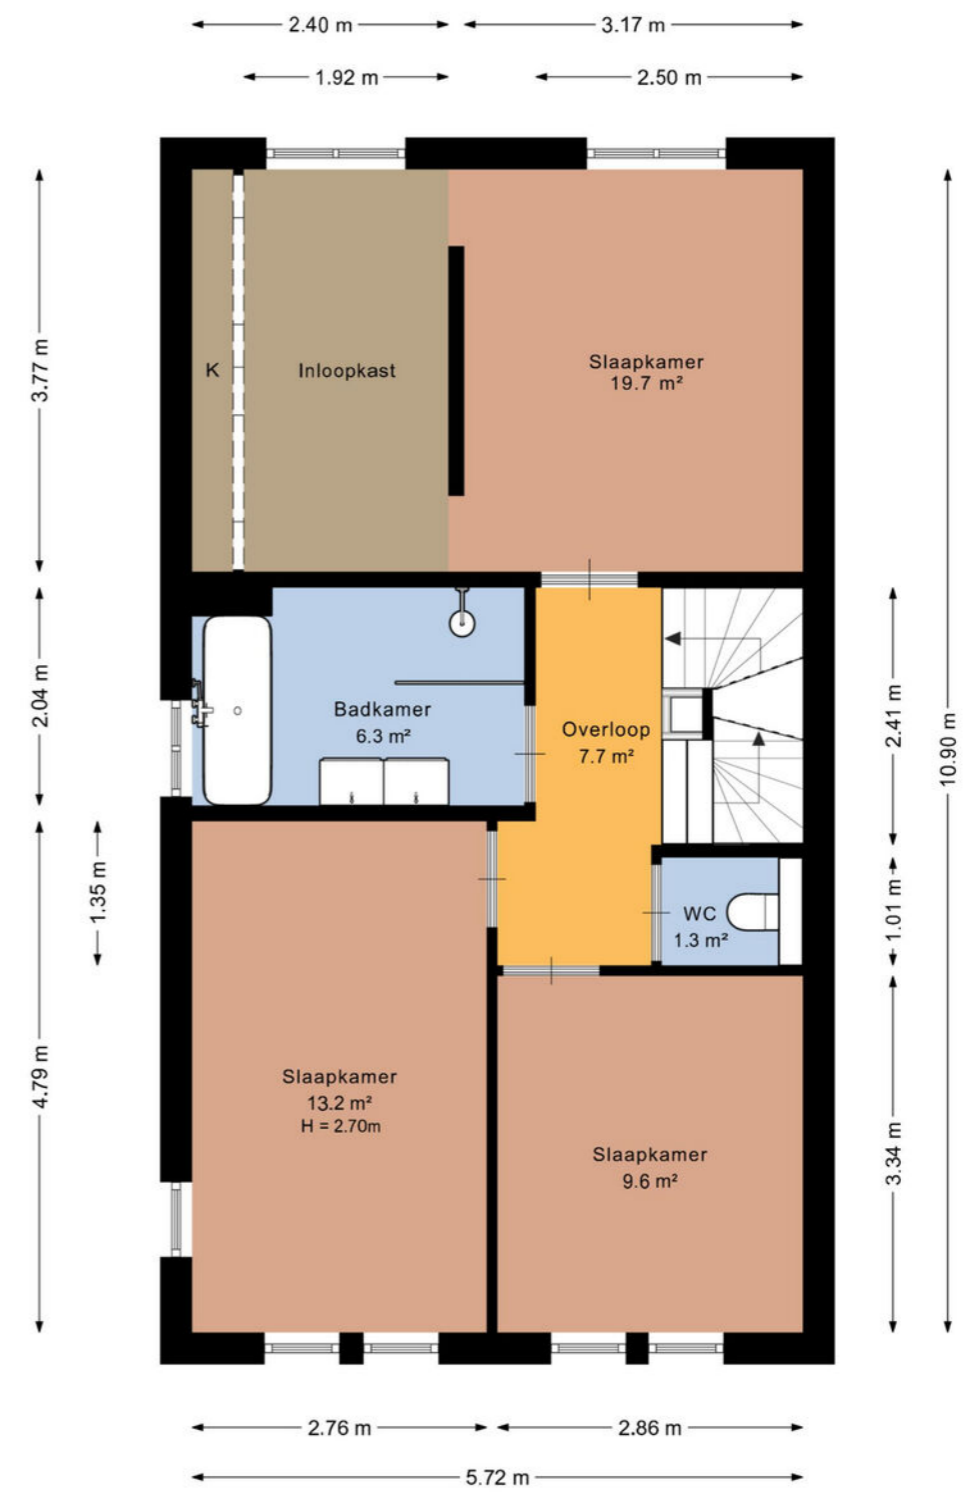 2.40 m
3.17 m
1.92 m
2.50 m
3.77 m
K
Inloopkast
Slaapkamer
19.7 m²
2.04 m
Badkamer
6.3 m²
Overloop
7.7 m²
2.41 m
10.90 m
1.35 m
WC
1.3 m²
1.01 m
4.79 m
Slaapkamer
13.2 m²
H = 2.70m
Slaapkamer
9.6 m²
3.34 m
2.76 m
2.86 m
5.72 m